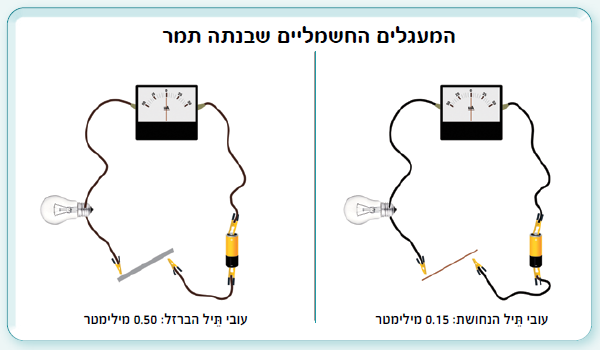 המעגלים החשמליים שבנתה תמר
עובי תֵּיל הנחושת: 0.15 מילימטר
עובי תֵּיל הברזל: 0.50 מילימטר